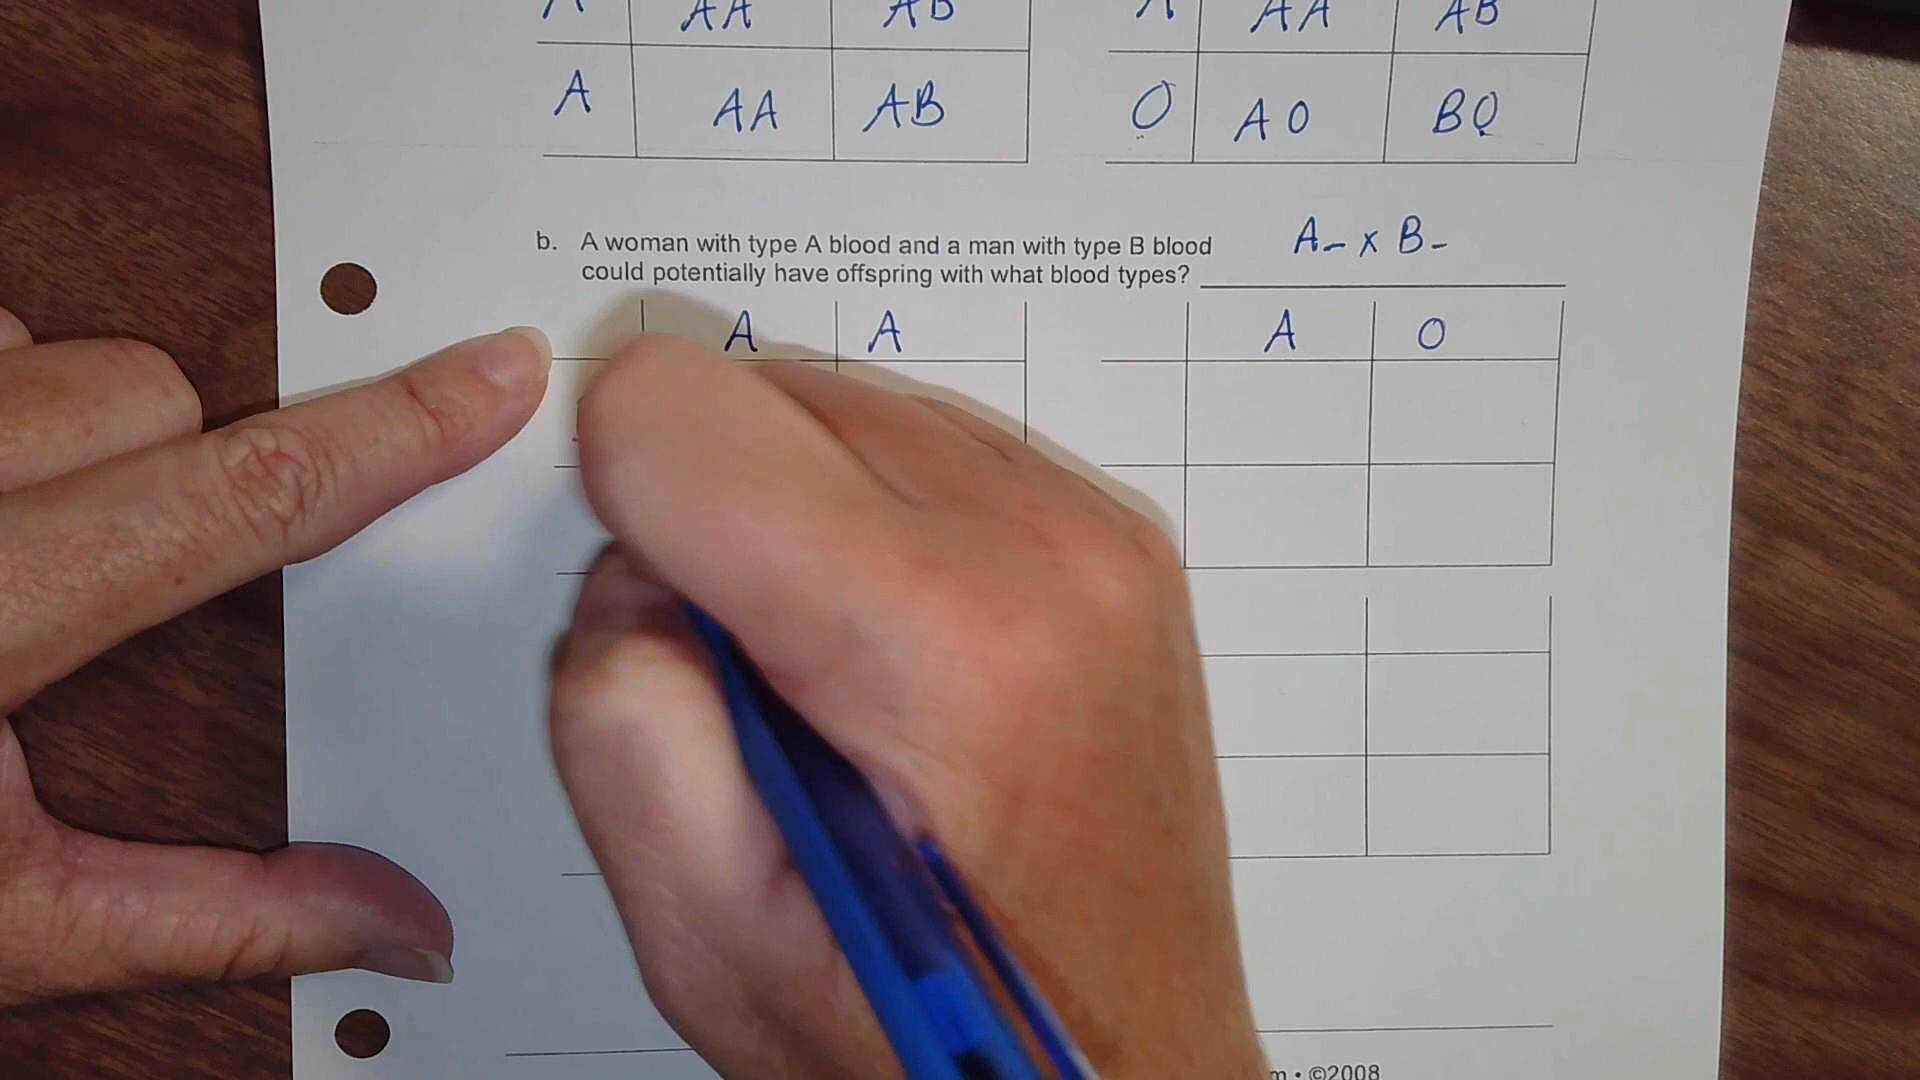 A AA AB A AA AB
A AA AB O AO BO
b. A woman with type A blood and a man with type B blood A_ x B_
could potentially have offspring with what blood types?
A A A O
m • ©2008